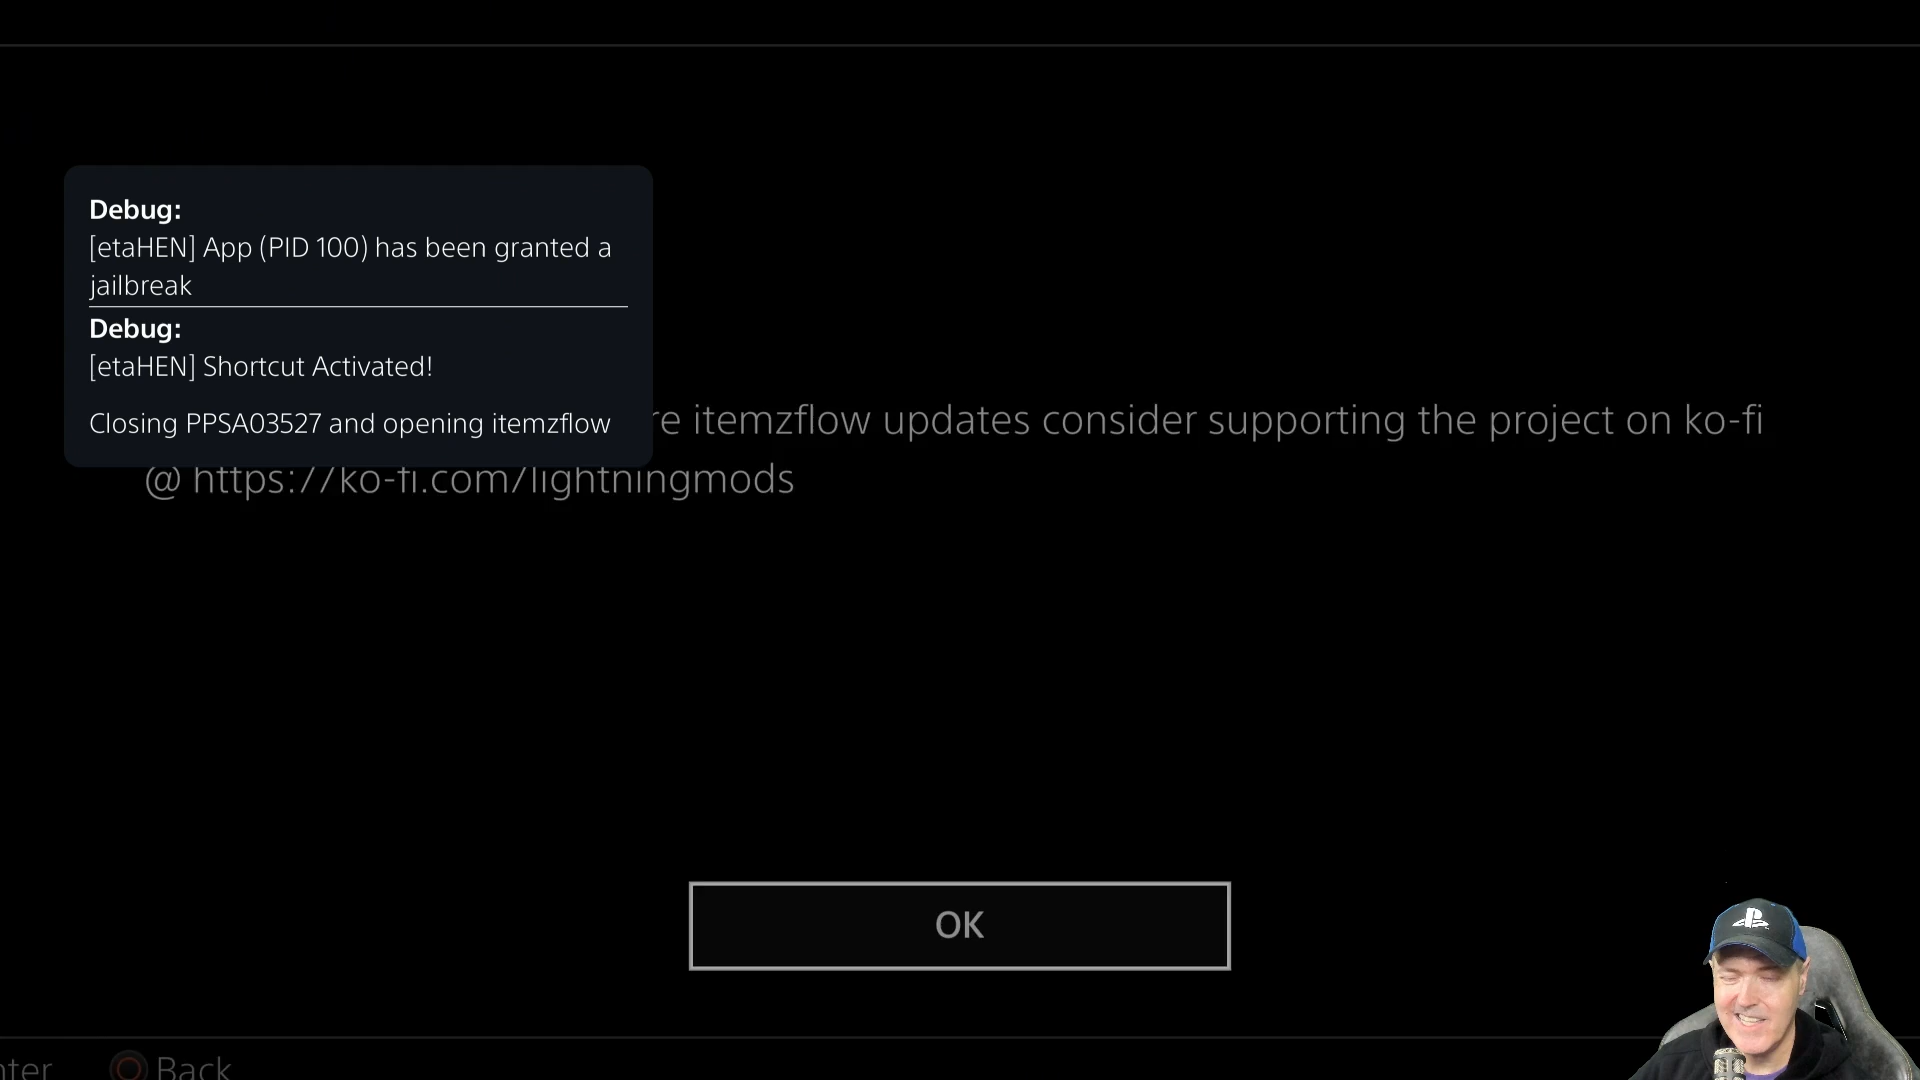 Debug:
[etaHEN] App (PID 100) has been granted a
jailbreak
Debug:
[etaHEN] Shortcut Activated!
Closing PPSA03527 and opening itemzflow
re itemzflow updates consider supporting the project on ko-fi
@ https://ko-fi.com/lightningmods
OK
nter
Back